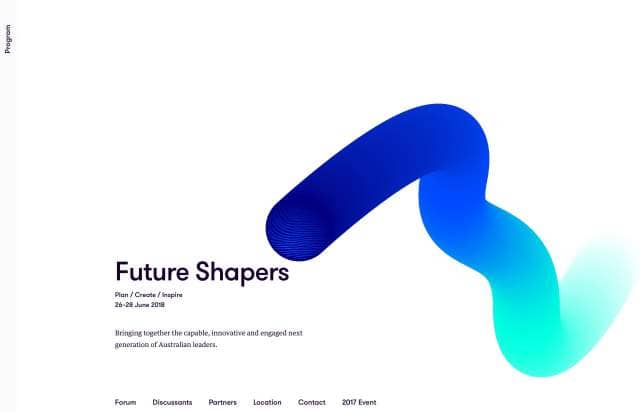 Program
Future Shapers
Plan / Create / Inspire
26–28 June 2018
Bringing together the capable, innovative and engaged next
generation of Australian leaders.
Forum Discussants Partners Location Contact 2017 Event